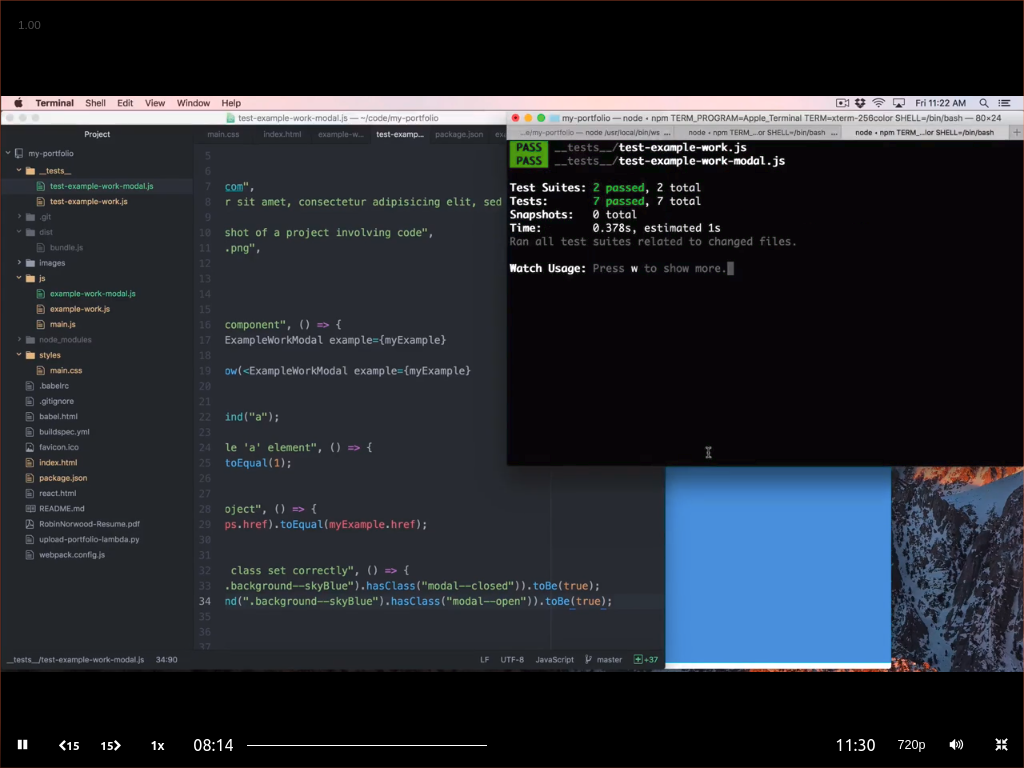 1.00
Terminal Shell Edit View Window Help
Fri 11:22 AM
test-example-work-modal.js — ~/code/my-portfolio
my-portfolio — node ‹ npm TERM_PROGRAM=Apple_Terminal TERM=xterm-256color SHELL=/bin/bash — 80×24
...e/my-portfolio — node /usr/local/bin/ws ...
node ‹ npm TERM_...or SHELL=/bin/bash ...
node ‹ npm TERM_...lor SHELL=/bin/bash
+
Project
main.css
index.html
example-w...
test-examp...
package.json
my-portfolio
__tests__
test-example-work-modal.js
test-example-work.js
.git
dist
bundle.js
images
js
example-work-modal.js
example-work.js
main.js
node_modules
styles
main.css
.babelrc
.gitignore
babel.html
buildspec.yml
favicon.ico
index.html
package.json
react.html
README.md
RobinNorwood-Resume.pdf
upload-portfolio-lambda.py
webpack.config.js
5
6
7 com",
8 r sit amet, consectetur adipisicing elit, sed
9
10 shot of a project involving code",
11 .png",
12
13
14
15
16 component", () => {
17 ExampleWorkModal example={myExample}
18
19 ow(<ExampleWorkModal example={myExample}
20
21
22 ind("a");
23
24 le 'a' element", () => {
25 toEqual(1);
26
27
28 oject", () => {
29 ps.href).toEqual(myExample.href);
30
31
32 class set correctly", () => {
33 .background--skyBlue").hasClass("modal--closed")).toBe(true);
34 nd(".background--skyBlue").hasClass("modal--open")).toBe(true);
35
36
37
PASS __tests__/test-example-work.js
PASS __tests__/test-example-work-modal.js
Test Suites: 2 passed, 2 total
Tests: 7 passed, 7 total
Snapshots: 0 total
Time: 0.378s, estimated 1s
Ran all test suites related to changed files.
Watch Usage: Press w to show more.
__tests__/test-example-work-modal.js 34:90
LF UTF-8 JavaScript master +37
15 15 1x 08:14 11:30 720p